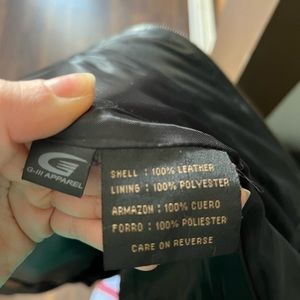 G-III APPAREL
SHELL : 100% LEATHER
LINING : 100% POLYESTER
ARMAZON : 100% CUERO
FORRO : 100% POLIESTER
CARE ON REVERSE